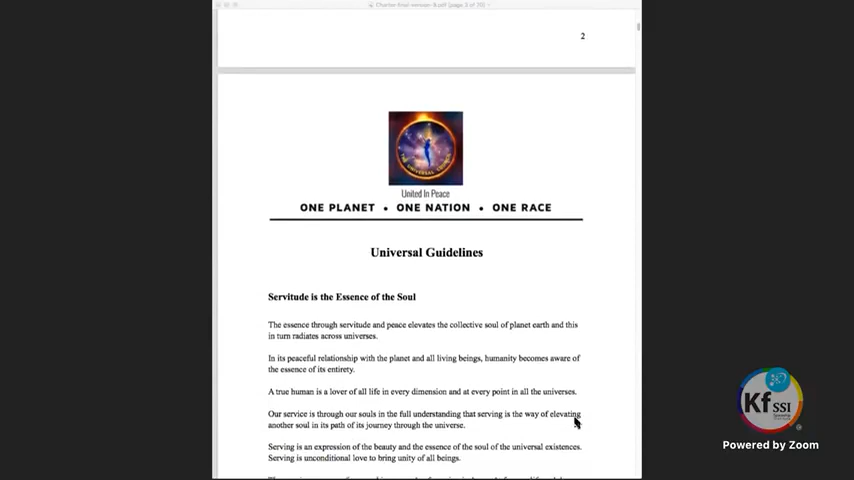 2
THE UNIVERSAL COUNCIL
United In Peace
ONE PLANET • ONE NATION • ONE RACE
Universal Guidelines
Servitude is the Essence of the Soul
The essence through servitude and peace elevates the collective soul of planet earth and this
in turn radiates across universes.
In its peaceful relationship with the planet and all living beings, humanity becomes aware of
the essence of its entirety.
A true human is a lover of all life in every dimension and at every point in all the universes.
Our service is through our souls in the full understanding that serving is the way of elevating
another soul in its path of its journey through the universe.
Serving is an expression of the beauty and the essence of the soul of the universal existences.
Serving is unconditional love to bring unity of all beings.
Kf SSI
Powered by Zoom